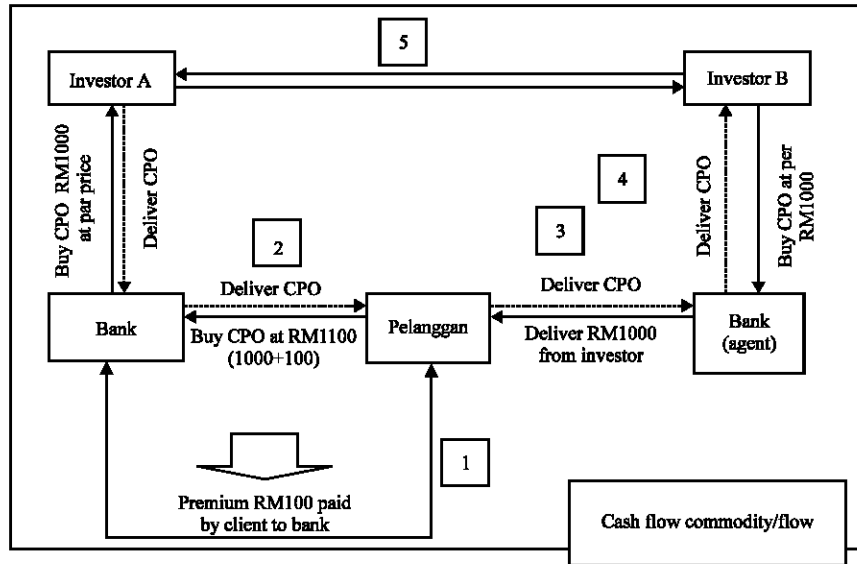 5
Investor A
Investor B
Buy CPO RM1000
at par price
Deliver CPO
4
Deliver CPO
Buy CPO at per
RM1000
2
3
Deliver CPO
Deliver CPO
Bank
Pelanggan
Bank
(agent)
Buy CPO at RM1100
(1000+100)
Deliver RM1000
from investor
1
Premium RM100 paid
by client to bank
Cash flow commodity/flow